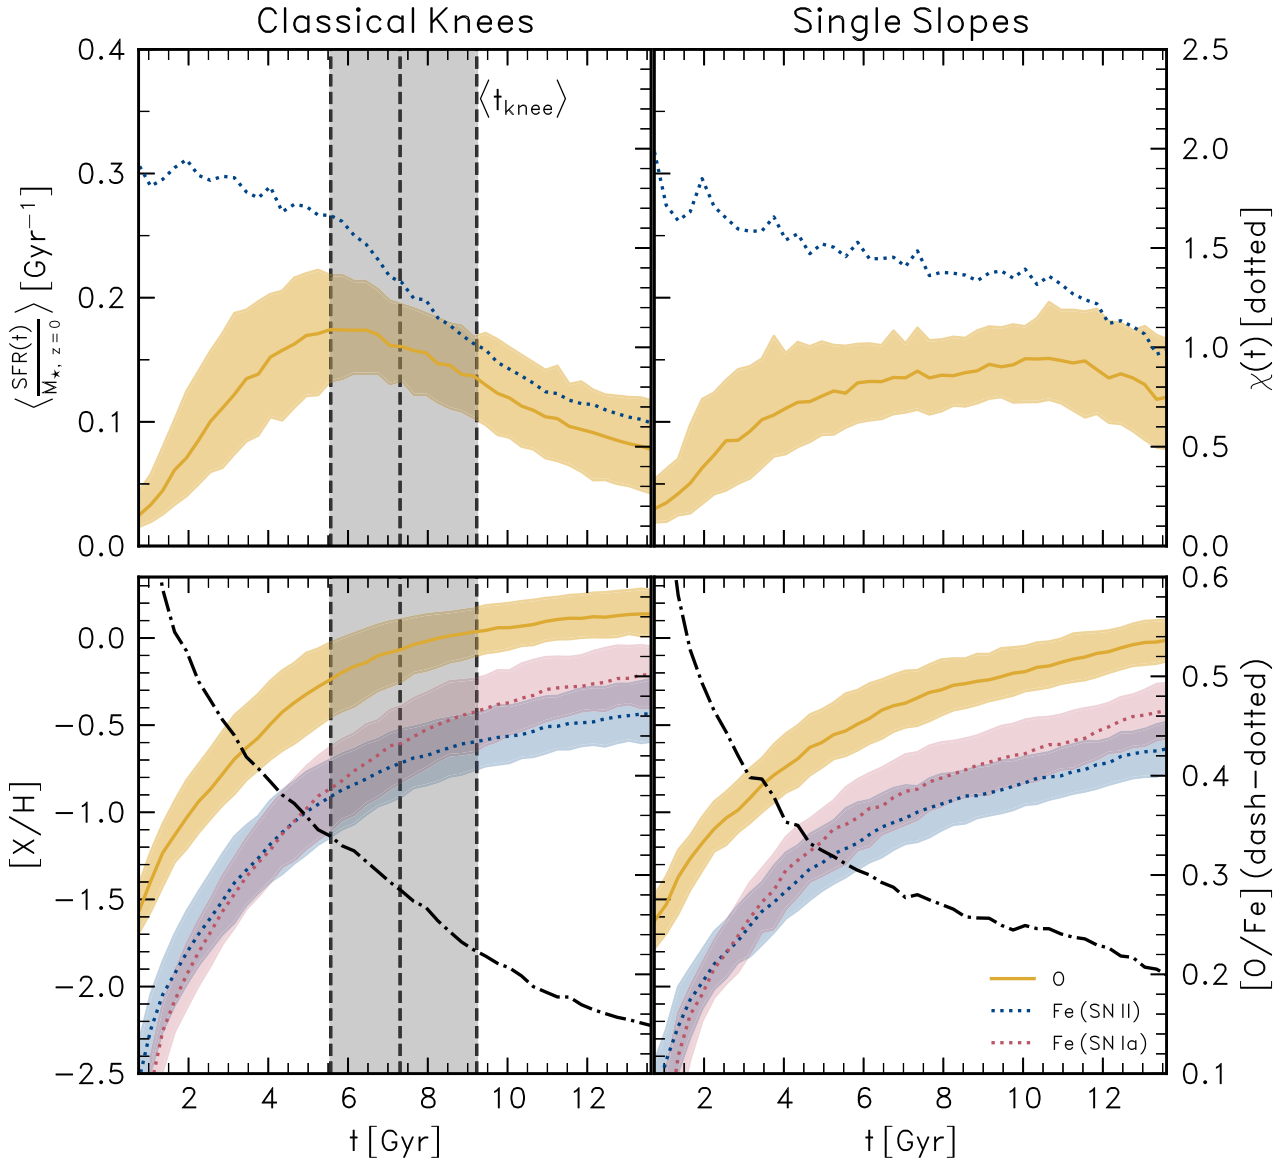 Classical Knees
Single Slopes
0.4
0.3
0.2
0.1
0.0
⟨SFR(t)/M⋆, z=0⟩ [Gyr−1]
⟨tknee⟩
2.5
2.0
1.5
1.0
0.5
0.0
χ(t) [dotted]
0.0
−0.5
−1.0
−1.5
−2.0
−2.5
[X/H]
0.6
0.5
0.4
0.3
0.2
0.1
[O/Fe] (dash−dotted)
O
Fe (SN II)
Fe (SN Ia)
2 4 6 8 10 12
2 4 6 8 10 12
t [Gyr]
t [Gyr]